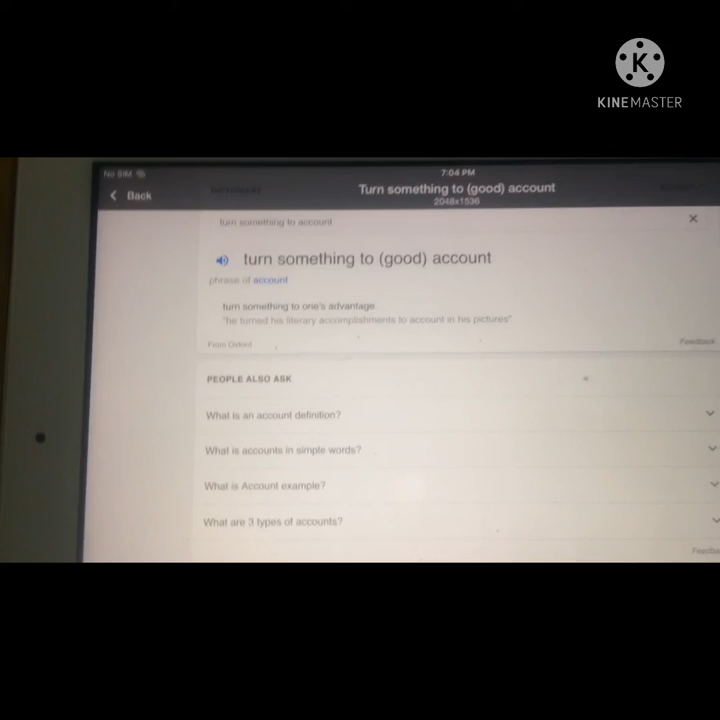 K
KINEMASTER
No SIM
7:04 PM
Back
Turn something to (good) account
2048x1536
DICTIONARY
turn something to account
turn something to (good) account
phrase of account
turn something to one's advantage.
"he turned his literary accomplishments to account in his pictures"
From Oxford
Feedback
PEOPLE ALSO ASK
What is an account definition?
What is accounts in simple words?
What is Account example?
What are 3 types of accounts?
Feedba